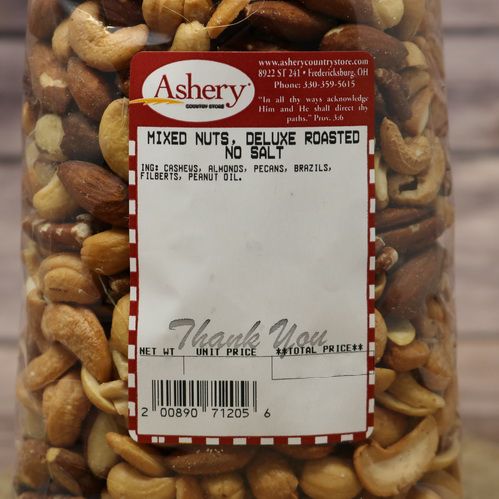 Ashery
COUNTRY STORE
www.asherycountrystore.com
8922 ST 241 • Fredericksburg, OH
Phone: 330-359-5615
"In all thy ways acknowledge
Him and He shall direct thy
paths." Prov. 3:6
MIXED NUTS, DELUXE ROASTED
NO SALT
ING: CASHEWS, ALMONDS, PECANS, BRAZILS,
FILBERTS, PEANUT OIL.
Thank You
NET WT UNIT PRICE **TOTAL PRICE**
2 00890 71205 6